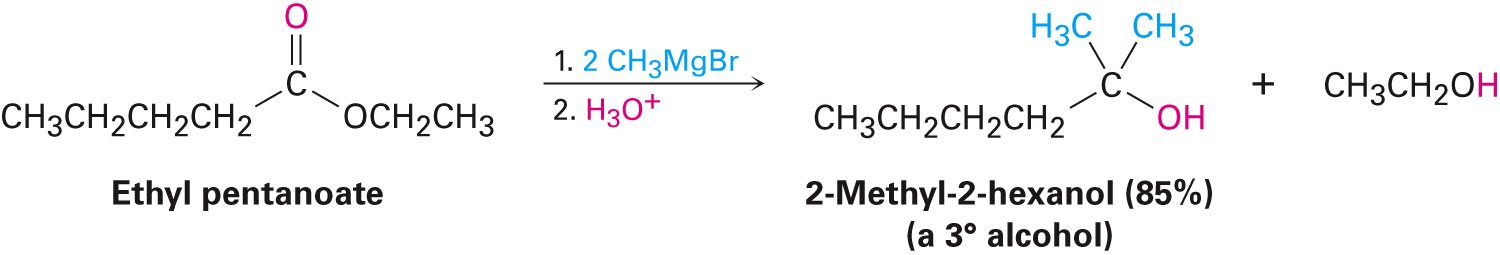 O
C
CH₃CH₂CH₂CH₂ OCH₂CH₃
Ethyl pentanoate
1. 2 CH₃MgBr
2. H₃O⁺
H₃C CH₃
C
CH₃CH₂CH₂CH₂ OH
2-Methyl-2-hexanol (85%)
(a 3° alcohol)
+ CH₃CH₂OH